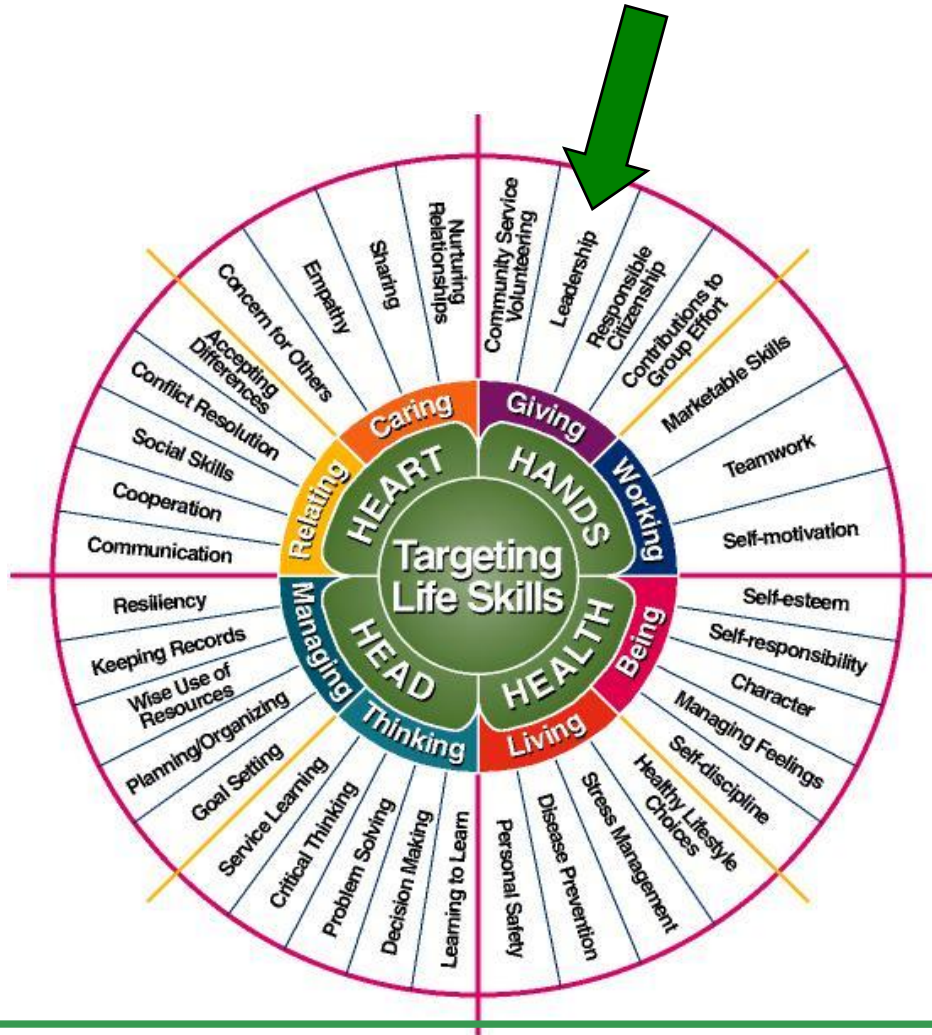 Targeting
Life Skills
HEART
HANDS
HEALTH
HEAD
Caring
Giving
Working
Being
Living
Thinking
Managing
Relating
Nurturing
Relationships
Sharing
Empathy
Concern for Others
Accepting
Differences
Conflict Resolution
Social Skills
Cooperation
Communication
Community Service
Volunteering
Leadership
Responsible
Citizenship
Contributions to
Group Effort
Marketable Skills
Teamwork
Self-motivation
Self-esteem
Self-responsibility
Character
Managing Feelings
Self-discipline
Healthy Lifestyle
Choices
Stress Management
Disease Prevention
Personal Safety
Learning to Learn
Decision Making
Problem Solving
Critical Thinking
Service Learning
Goal Setting
Planning/Organizing
Wise Use of
Resources
Keeping Records
Resiliency